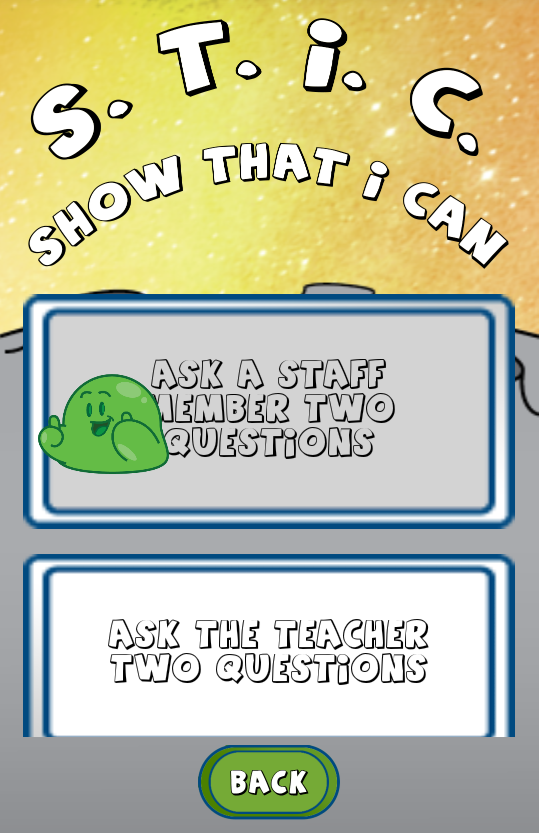 S. T. i. C.
SHOW THAT i CAN
ASK A STAFF
MEMBER TWO
QUESTiONS
ASK THE TEACHER
TWO QUESTiONS
BACK